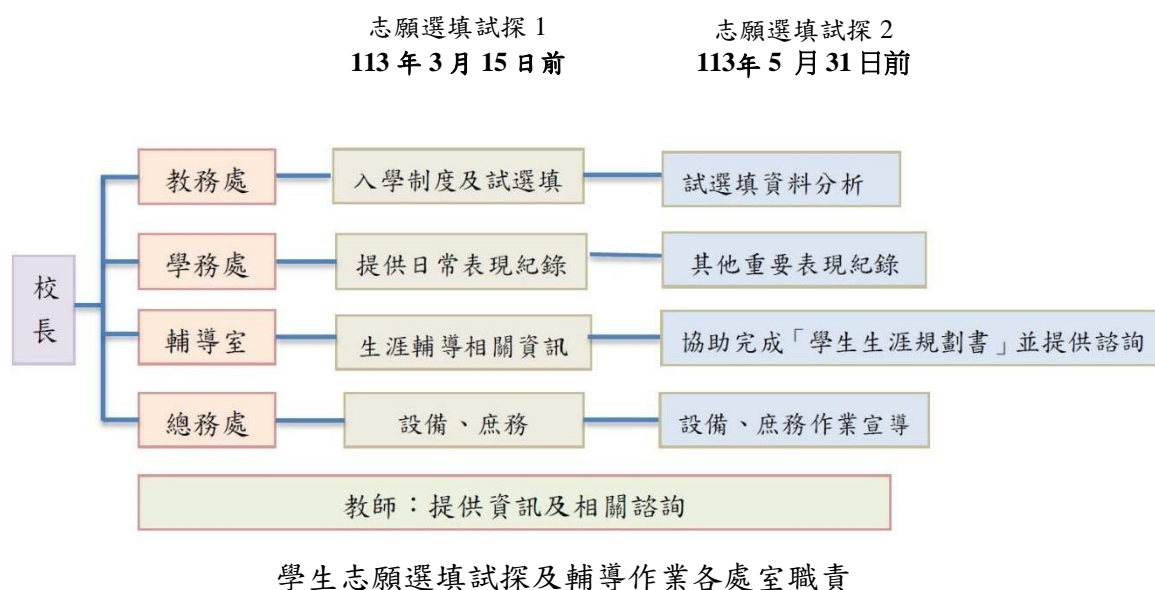 志願選填試探 1
113 年 3 月 15 日前
志願選填試探 2
113年 5 月 31日前
校長
教務處
入學制度及試選填
試選填資料分析
學務處
提供日常表現紀錄
其他重要表現紀錄
輔導室
生涯輔導相關資訊
協助完成「學生生涯規劃書」並提供諮詢
總務處
設備、庶務
設備、庶務作業宣導
教師：提供資訊及相關諮詢
學生志願選填試探及輔導作業各處室職責